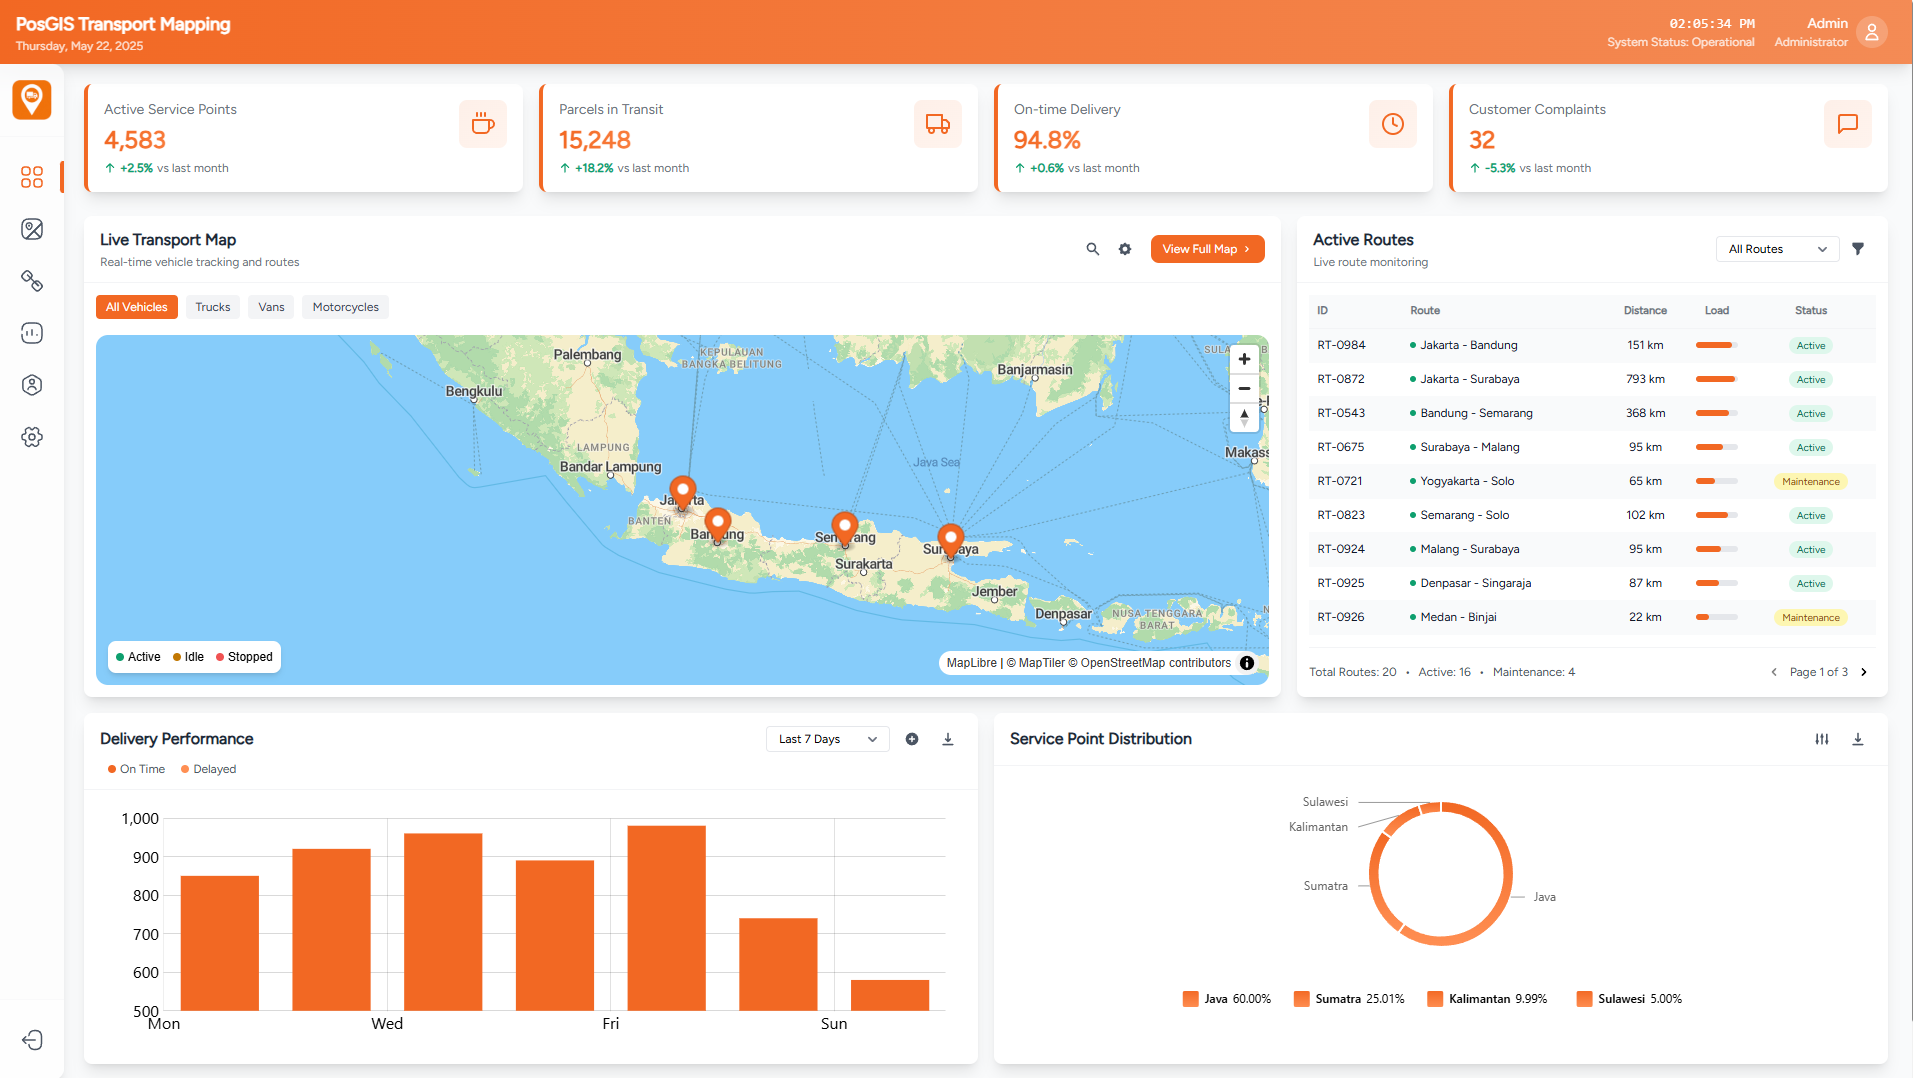 PosGIS Transport Mapping
Thursday, May 22, 2025
02:05:34 PM
System Status: Operational
Admin
Administrator
Active Service Points
4,583
+2.5% vs last month
Parcels in Transit
15,248
+18.2% vs last month
On-time Delivery
94.8%
+0.6% vs last month
Customer Complaints
32
-5.3% vs last month
Live Transport Map
Real-time vehicle tracking and routes
View Full Map
All Vehicles Trucks Vans Motorcycles
Palembang
KEPULAUAN
BANGKA BELITUNG
Bengkulu
Banjarmasin
LAMPUNG
Bandar Lampung
Java Sea
Makass
BANTEN
Surakarta
Jember
Denpasar
NUSA TENGGARA
BARAT
Active Idle Stopped
MapLibre | © MapTiler © OpenStreetMap contributors
Active Routes
Live route monitoring
All Routes
ID Route Distance Load Status
RT-0984 Jakarta - Bandung 151 km Active
RT-0872 Jakarta - Surabaya 793 km Active
RT-0543 Bandung - Semarang 368 km Active
RT-0675 Surabaya - Malang 95 km Active
RT-0721 Yogyakarta - Solo 65 km Maintenance
RT-0823 Semarang - Solo 102 km Active
RT-0924 Malang - Surabaya 95 km Active
RT-0925 Denpasar - Singaraja 87 km Active
RT-0926 Medan - Binjai 22 km Maintenance
Total Routes: 20 • Active: 16 • Maintenance: 4
Page 1 of 3
Delivery Performance
Last 7 Days
On Time Delayed
1,000
900
800
700
600
500
Mon Wed Fri Sun
Service Point Distribution
Sulawesi
Kalimantan
Sumatra
Java
Java 60.00% Sumatra 25.01% Kalimantan 9.99% Sulawesi 5.00%